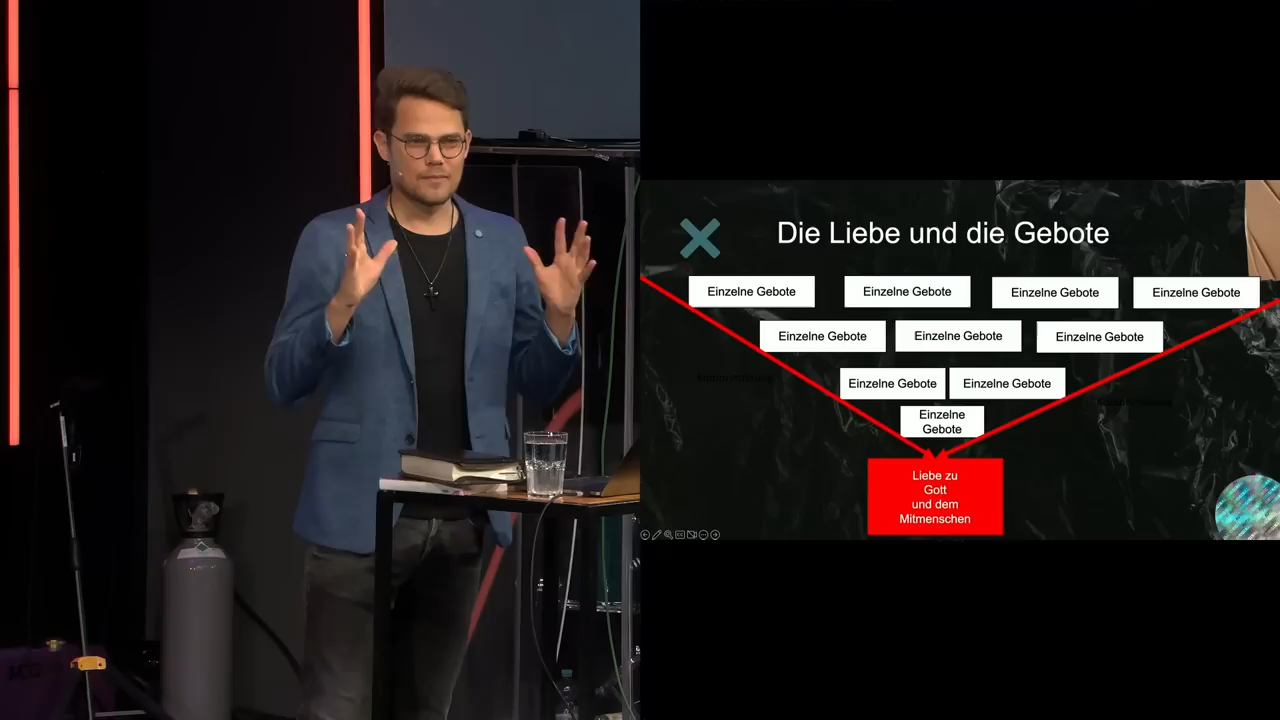 Die Liebe und die Gebote
Einzelne Gebote
Einzelne Gebote
Einzelne Gebote
Einzelne Gebote
Einzelne Gebote
Einzelne Gebote
Einzelne Gebote
Einzelne Gebote
Einzelne Gebote
Einzelne
Gebote
Liebe zu
Gott
und dem
Mitmenschen